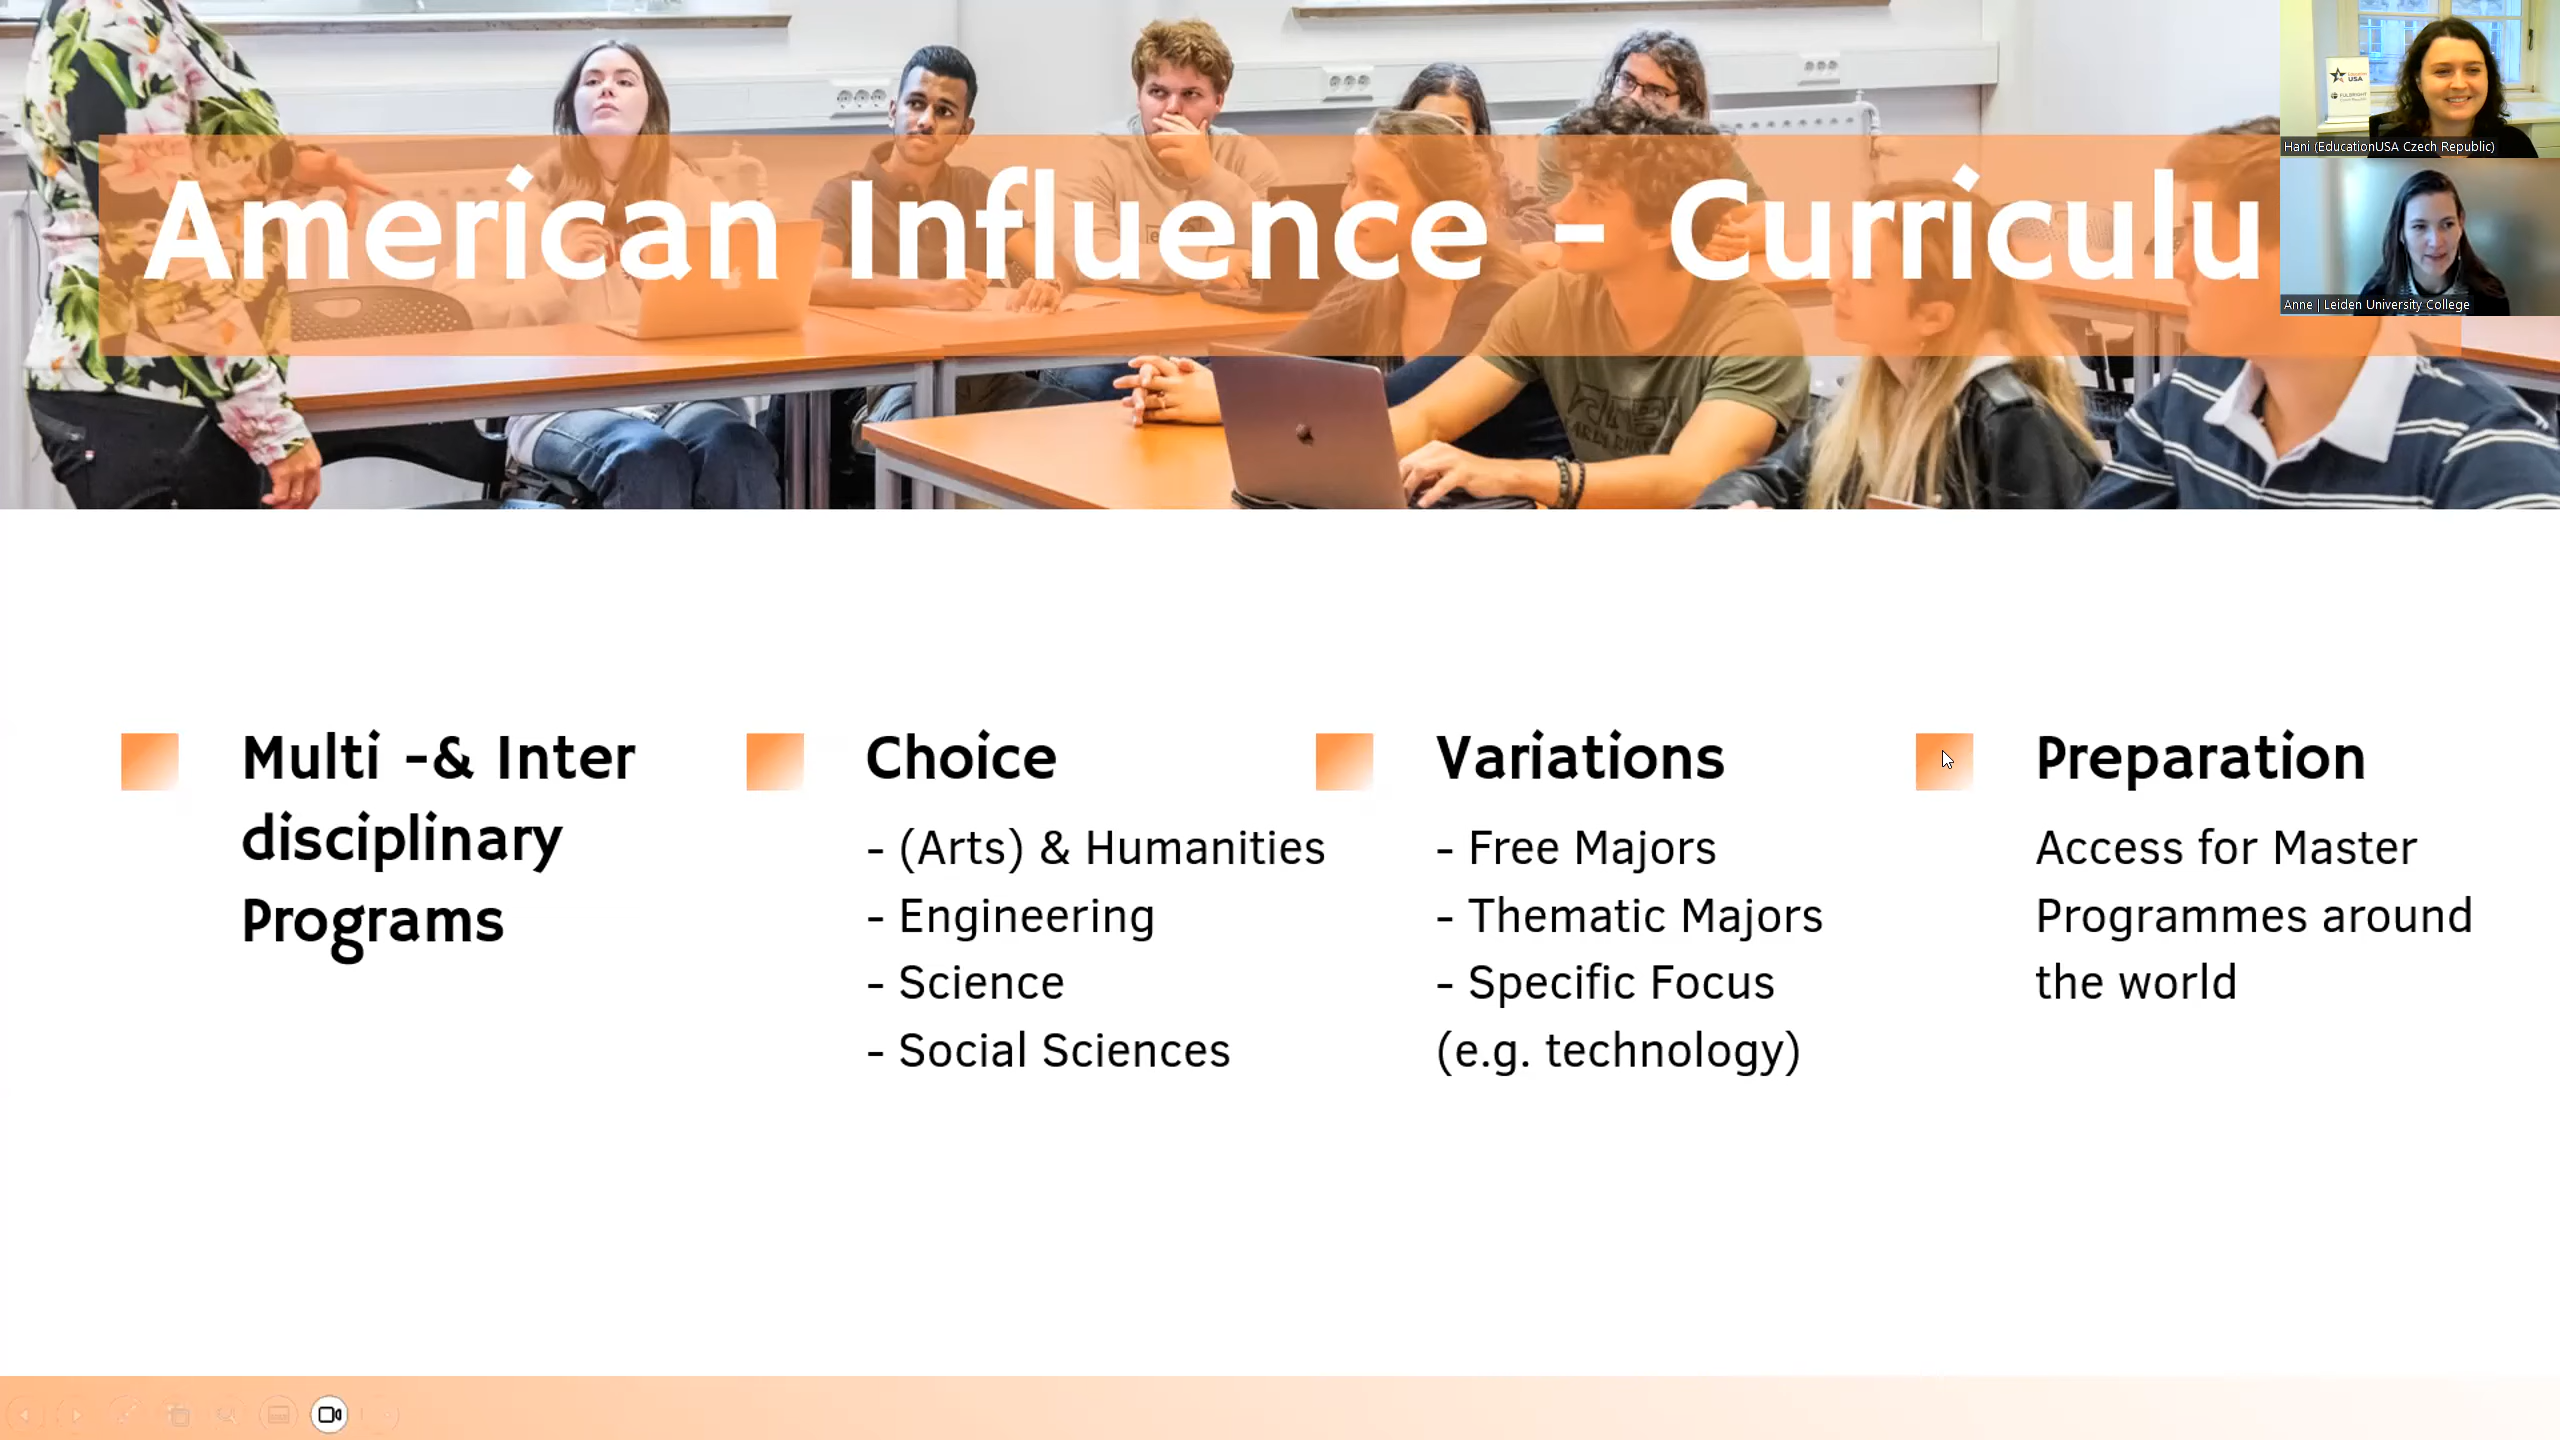 American Influence - Curriculu
USA
FULBRIGHT
Hani (EducationUSA Czech Republic)
Anne | Leiden University College
Multi -& Inter
disciplinary
Programs
Choice
- (Arts) & Humanities
- Engineering
- Science
- Social Sciences
Variations
- Free Majors
- Thematic Majors
- Specific Focus
(e.g. technology)
Preparation
Access for Master
Programmes around
the world